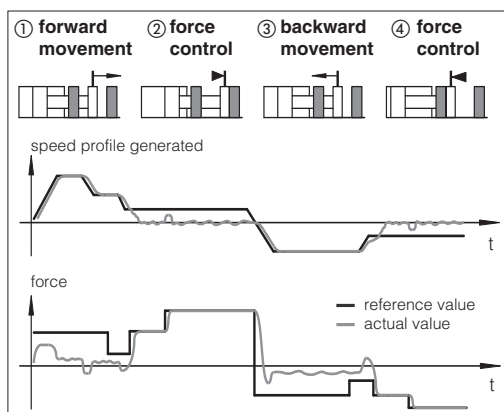 ① forward
movement
② force
control
③ backward
movement
④ force
control
speed profile generated
t
force
reference value
actual value
t